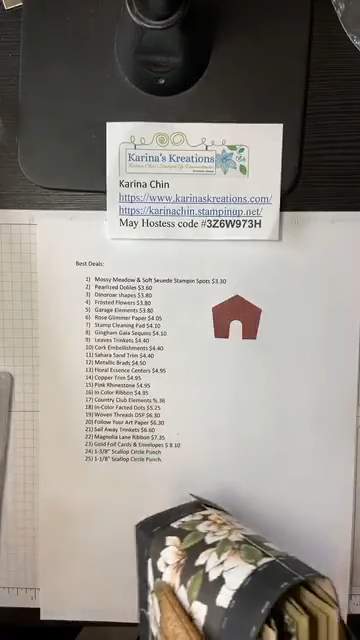 Karina's Kreations
Karina Chin
https://www.karinaskreations.com/
https://karinachin.stampinup.net/
May Hostess code #3Z6W973H
Best Deals:
1) Mossy Meadow & Soft Seuede Stampin Spots $3.30
2) Pearlized Doilies $3.60
3) Dinoroar shapes $3.80
4) Frosted Flowers $3.80
5) Garage Elements $3.80
6) Rose Glimmer Paper $4.05
7) Stamp Cleaning Pad $4.10
8) Gingham Gala Sequins $4.10
9) Leaves Trinkets $4.40
10) Cork Embellishments $4.40
11) Sahara Sand Trim $4.40
12) Metallic Brads $4.50
13) Floral Essence Centers $4.95
14) Copper Trim $4.95
15) Pink Rhinestone $4.95
16) In Color Ribbon $4.95
17) Country Club Elements %.36
18) In-Color Facted Dots $5.25
19) Woven Threads DSP $6.30
20) Follow Your Art Paper $6.30
21) Sail Away Trinkets $6.60
22) Magnolia Lane Ribbon $7.35
23) Gold Foil Cards & Envelopes $ 8.10
24) 1-3/8" Scallop Circle Punch
25) 1-1/8" Scallop Circle Punch.